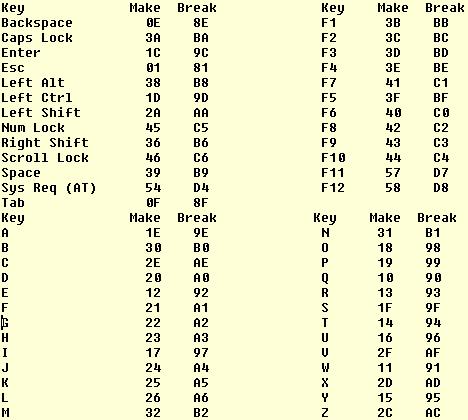 Key Make Break Key Make Break
Backspace 0E 8E F1 3B BB
Caps Lock 3A BA F2 3C BC
Enter 1C 9C F3 3D BD
Esc 01 81 F4 3E BE
Left Alt 38 B8 F7 41 C1
Left Ctrl 1D 9D F5 3F BF
Left Shift 2A AA F6 40 C0
Num Lock 45 C5 F8 42 C2
Right Shift 36 B6 F9 43 C3
Scroll Lock 46 C6 F10 44 C4
Space 39 B9 F11 57 D7
Sys Req (AT) 54 D4 F12 58 D8
Tab 0F 8F
Key Make Break Key Make Break
A 1E 9E N 31 B1
B 30 B0 O 18 98
C 2E AE P 19 99
D 20 A0 Q 10 90
E 12 92 R 13 93
F 21 A1 S 1F 9F
G 22 A2 T 14 94
H 23 A3 U 16 96
I 17 97 V 2F AF
J 24 A4 W 11 91
K 25 A5 X 2D AD
L 26 A6 Y 15 95
M 32 B2 Z 2C AC